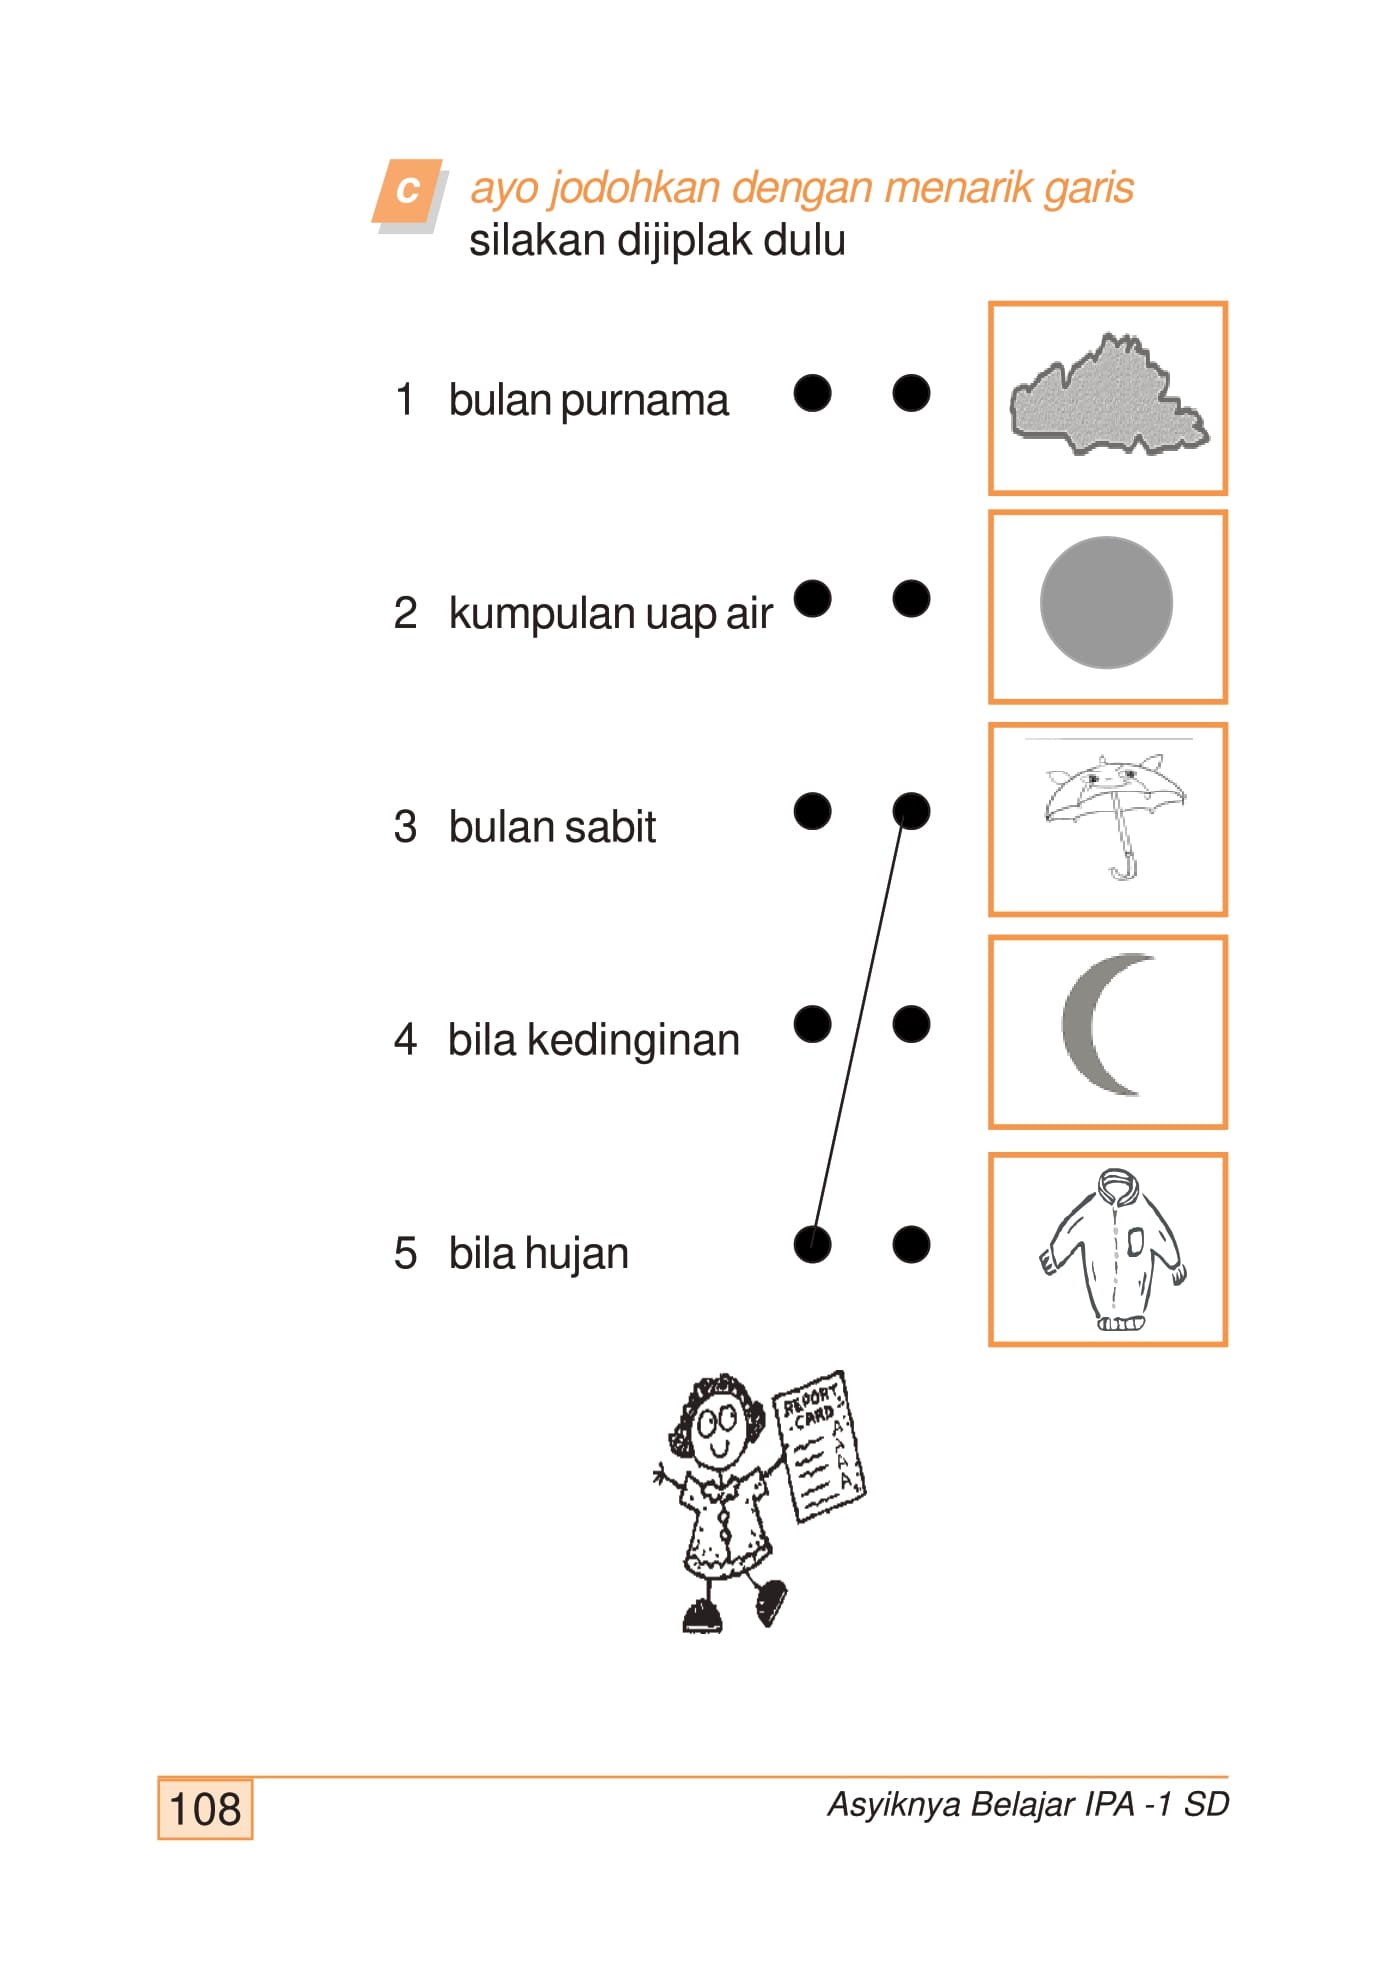 c ayo jodohkan dengan menarik garis
silakan dijiplak dulu
1 bulan purnama
2 kumpulan uap air
3 bulan sabit
4 bila kedinginan
5 bila hujan
REPORT
CARD
A
A
A
A
108 Asyiknya Belajar IPA -1 SD